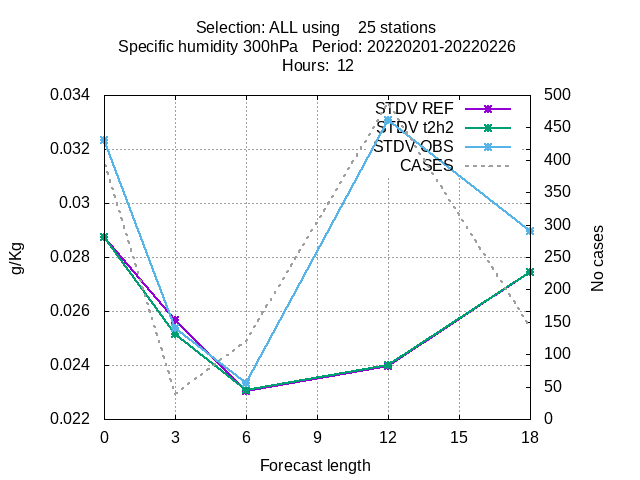 Selection: ALL using    25 stations
Specific humidity 300hPa   Period: 20220201-20220226
Hours:  12
0.034
0.032
0.03
0.028
0.026
0.024
0.022
g/Kg
STDV REF
STDV t2h2
STDV OBS
CASES
500
450
400
350
300
250
200
150
100
50
0
No cases
0 3 6 9 12 15 18
Forecast length